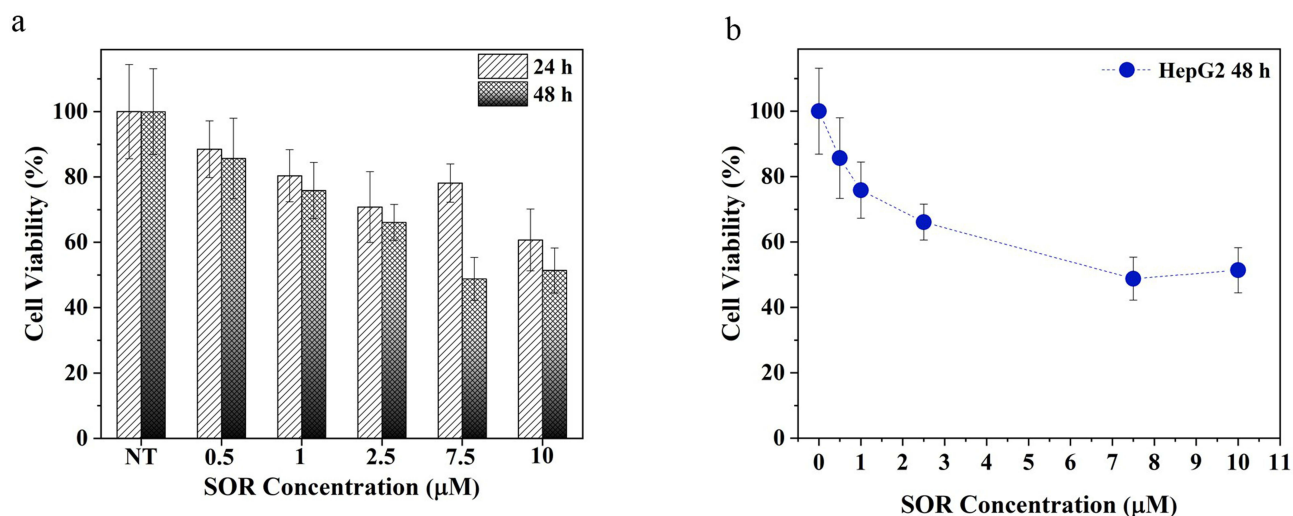 a
24 h
48 h
100
80
60
40
20
0
Cell Viability (%)
NT 0.5 1 2.5 7.5 10
SOR Concentration (μM)
b
HepG2 48 h
100
80
60
40
20
0
Cell Viability (%)
0 1 2 3 4 5 6 7 8 9 10 11
SOR Concentration (μM)